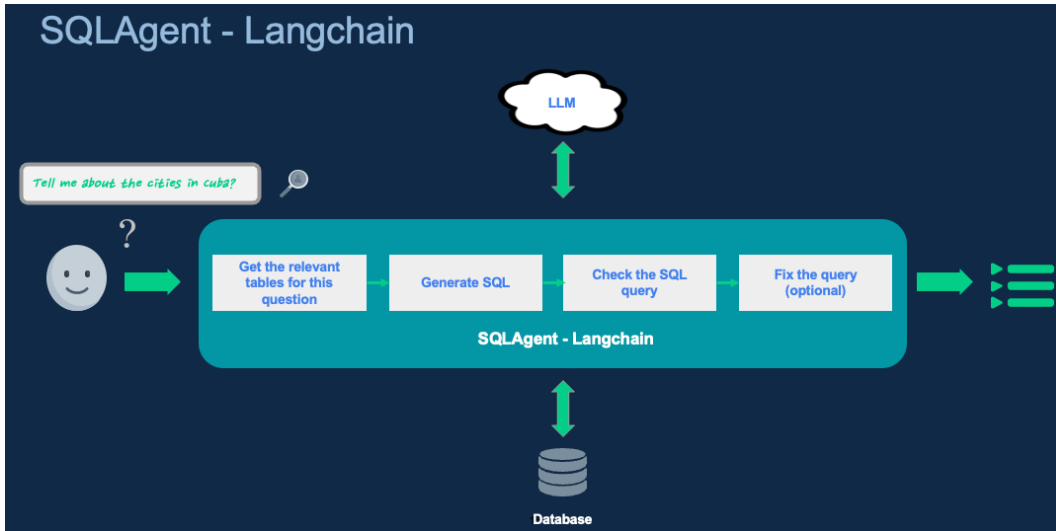 SQLAgent - Langchain
LLM
Tell me about the cities in cuba?
?
Get the relevant
tables for this
question
Generate SQL
Check the SQL
query
Fix the query
(optional)
SQLAgent - Langchain
Database